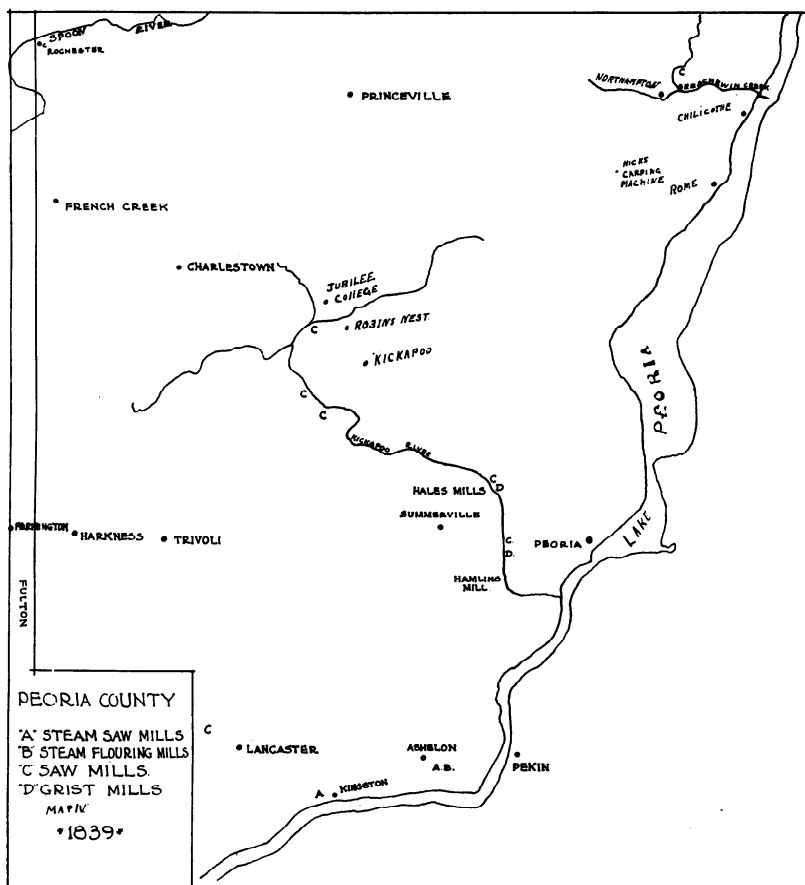 SPOON RIVER
C ROCHESTER
PRINCEVILLE
C
NORTHAMPTON
CREEK
CHILICOTHE
HICKS
CARDING
MACHINE
ROME
FRENCH CREEK
CHARLESTOWN
JUBILEE
COLLEGE
C
ROBINS NEST.
KICKAPOO
PEORIA
C
C
KICKAPOO RIVER
C
D
HALES MILLS
SUMMERVILLE
LAKE
FARMINGTON
HARKNESS
TRIVOLI
C.
D.
PEORIA
HAMLINS
MILL.
FULTON
PEORIA COUNTY
"A" STEAM SAW MILLS
"B" STEAM FLOURING MILLS
"C" SAW MILLS.
"D" GRIST MILLS
MAP IV
"1839"
C
LANCASTER
ASHELON
A.B.
PEKIN
A
KINGSTON